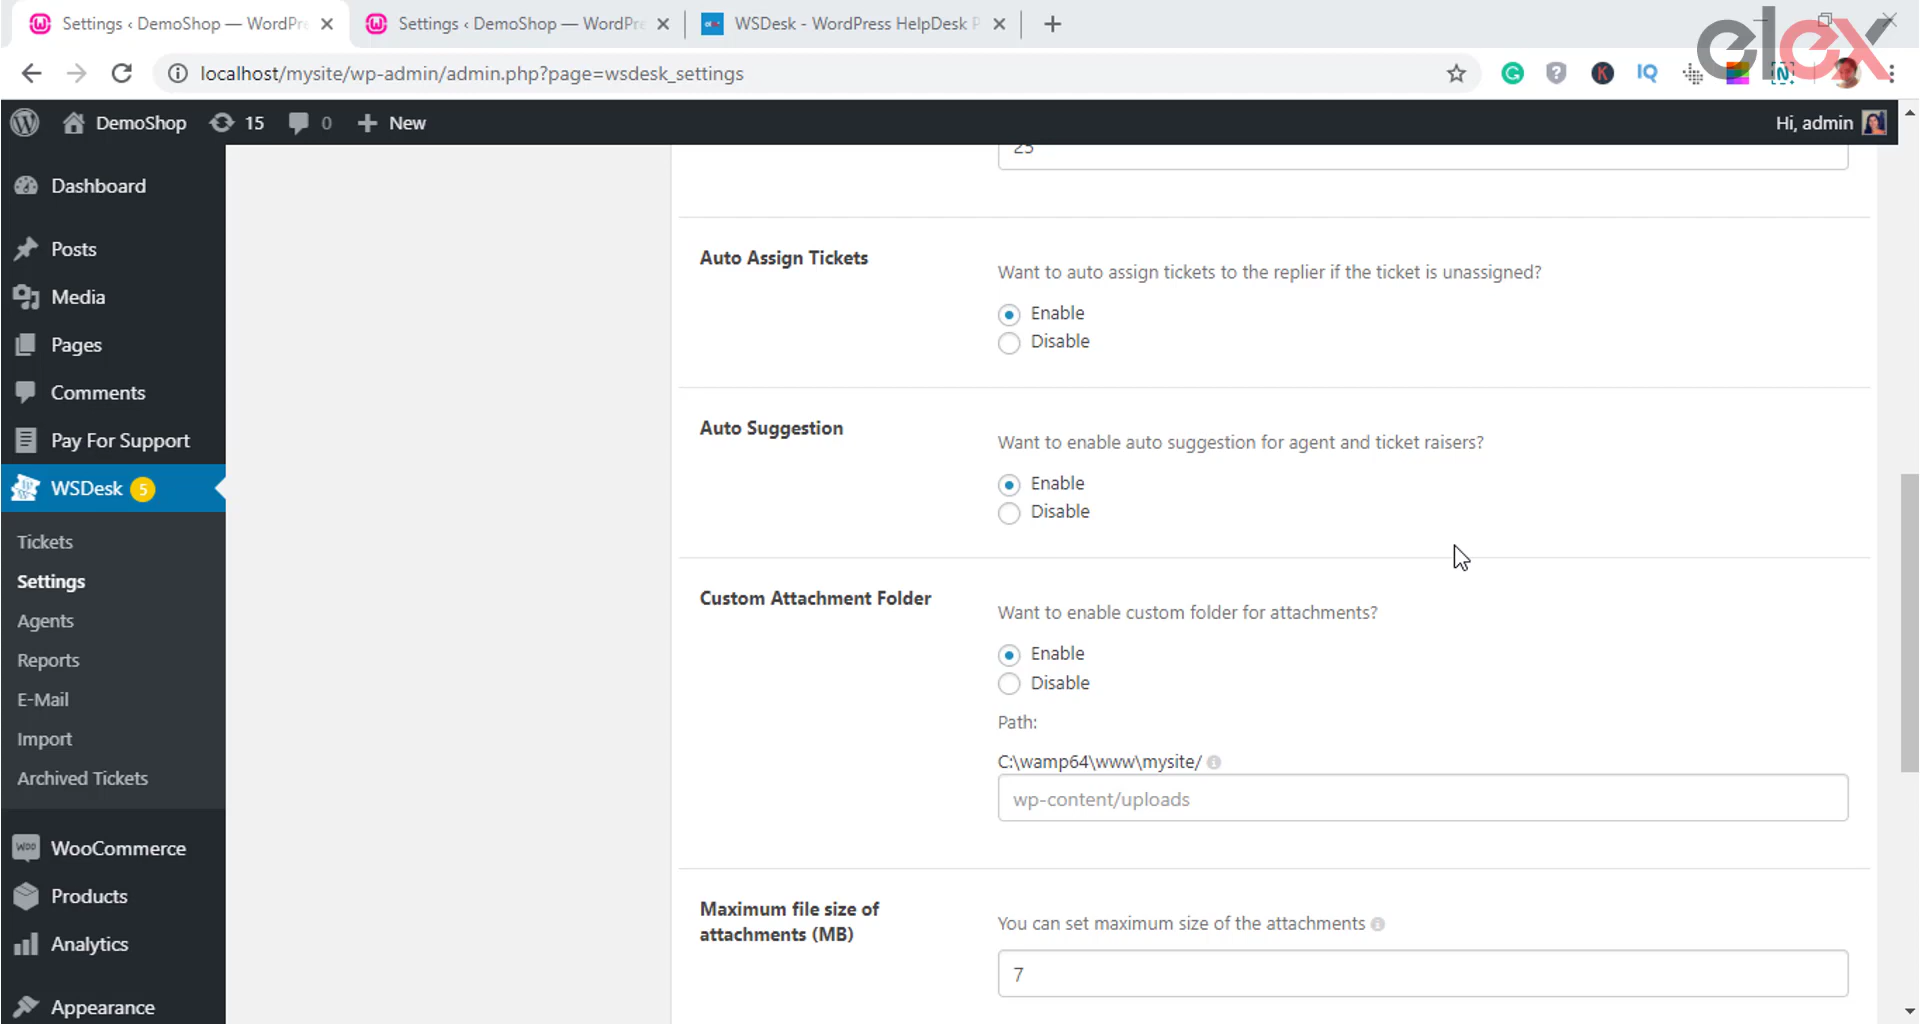 Settings ‹ DemoShop — WordPre
Settings ‹ DemoShop — WordPre
WSDesk - WordPress HelpDesk P
elex
localhost/mysite/wp-admin/admin.php?page=wsdesk_settings
DemoShop
15
0
New
Hi, admin
Dashboard
Posts
Media
Pages
Comments
Pay For Support
WSDesk 5
Tickets
Settings
Agents
Reports
E-Mail
Import
Archived Tickets
WooCommerce
Products
Analytics
Appearance
25
Auto Assign Tickets
Want to auto assign tickets to the replier if the ticket is unassigned?
Enable
Disable
Auto Suggestion
Want to enable auto suggestion for agent and ticket raisers?
Enable
Disable
Custom Attachment Folder
Want to enable custom folder for attachments?
Enable
Disable
Path:
C:\wamp64\www\mysite/
wp-content/uploads
Maximum file size of
attachments (MB)
You can set maximum size of the attachments
7